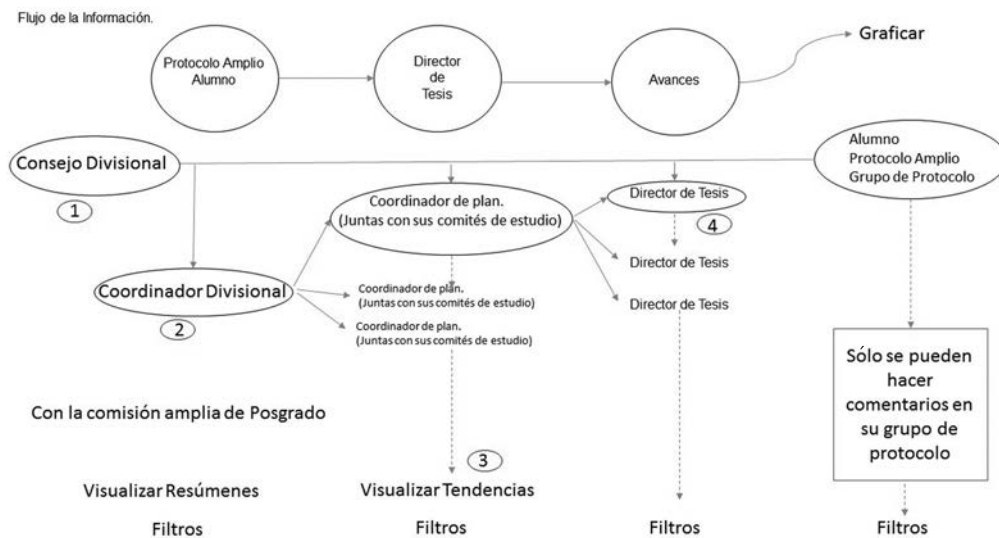 Flujo de la Información.
Graficar
Protocolo Amplio
Alumno
Director
de
Tesis
Avances
Consejo Divisional
1
Alumno
Protocolo Amplio
Grupo de Protocolo
Coordinador de plan.
(Juntas con sus comités de estudio)
Director de Tesis
4
Director de Tesis
Coordinador Divisional
2
Coordinador de plan.
(Juntas con sus comités de estudio)
Director de Tesis
Coordinador de plan.
(Juntas con sus comités de estudio)
Sólo se pueden
hacer
comentarios en
su grupo de
protocolo
Con la comisión amplia de Posgrado
3
Visualizar Resúmenes
Visualizar Tendencias
Filtros
Filtros
Filtros
Filtros